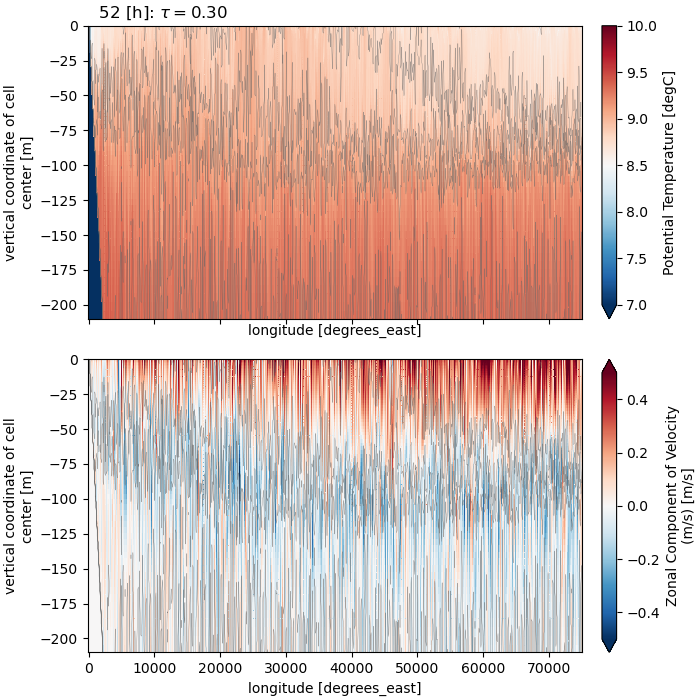 52 [h]: τ = 0.30
0
−25
−50
−75
−100
−125
−150
−175
−200
vertical coordinate of cell
center [m]
longitude [degrees_east]
10.0
9.5
9.0
8.5
8.0
7.5
7.0
Potential Temperature [degC]
0
−25
−50
−75
−100
−125
−150
−175
−200
vertical coordinate of cell
center [m]
0 10000 20000 30000 40000 50000 60000 70000
longitude [degrees_east]
0.4
0.2
0.0
−0.2
−0.4
Zonal Component of Velocity
(m/s) [m/s]